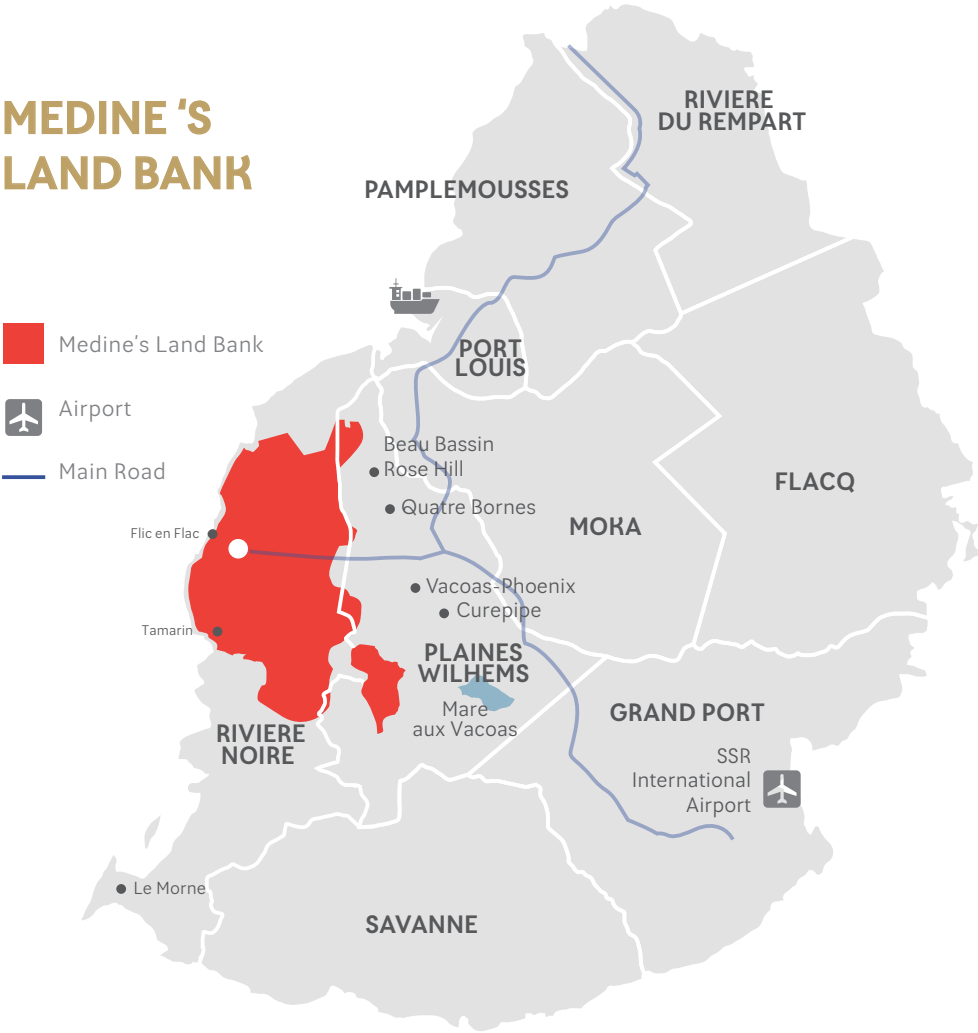 MEDINE 'S
LAND BANK
Medine's Land Bank
Airport
Main Road
RIVIERE
DU REMPART
PAMPLEMOUSSES
PORT
LOUIS
Beau Bassin
Rose Hill
Quatre Bornes
FLACQ
MOKA
Flic en Flac
Vacoas-Phoenix
Curepipe
Tamarin
PLAINES
WILHEMS
Mare
aux Vacoas
GRAND PORT
RIVIERE
NOIRE
SSR
International
Airport
Le Morne
SAVANNE